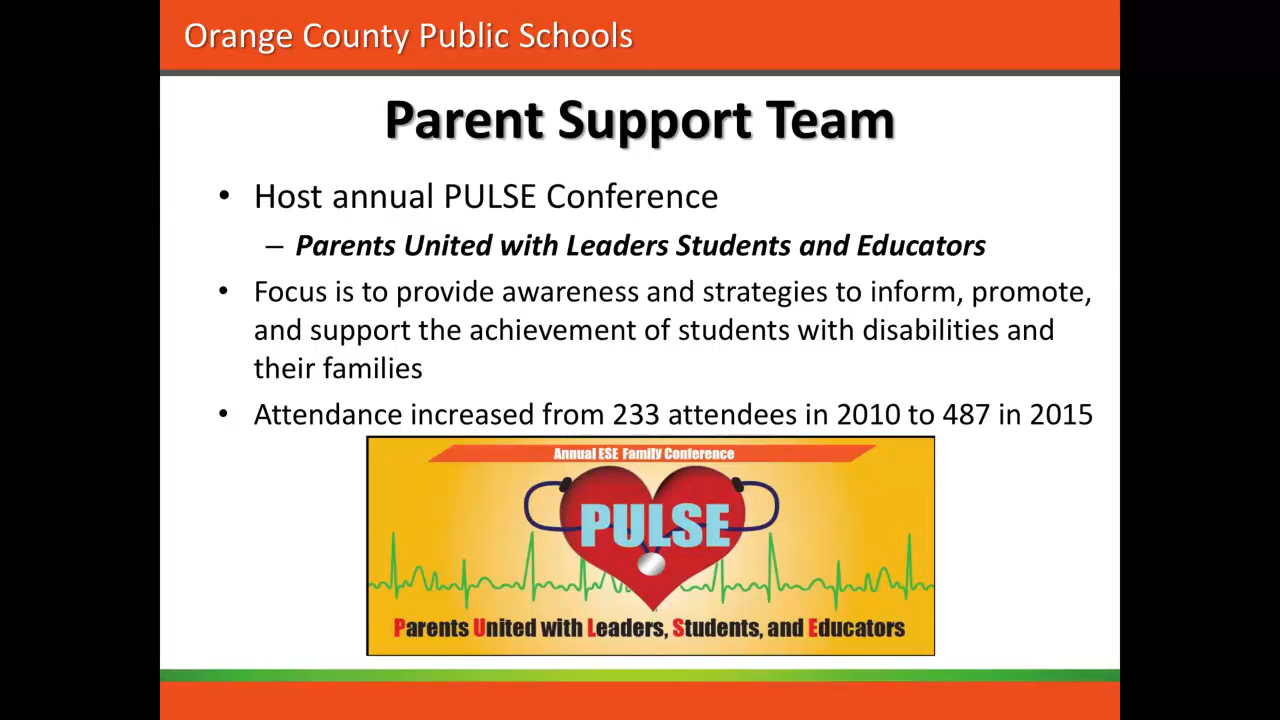 Orange County Public Schools
Parent Support Team
• Host annual PULSE Conference
– Parents United with Leaders Students and Educators
• Focus is to provide awareness and strategies to inform, promote,
and support the achievement of students with disabilities and
their families
• Attendance increased from 233 attendees in 2010 to 487 in 2015
Annual ESE Family Conference
PULSE
Parents United with Leaders, Students, and Educators